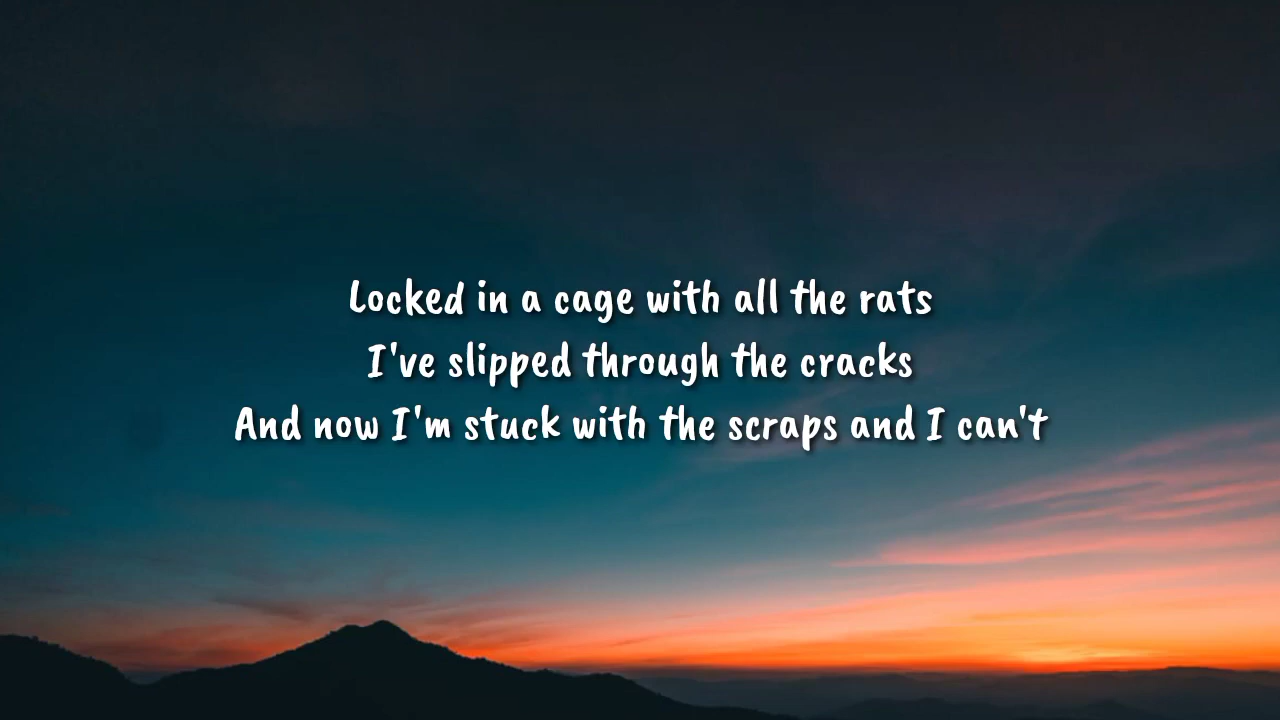 Locked in a cage with all the rats
I've slipped through the cracks
And now I'm stuck with the scraps and I can't